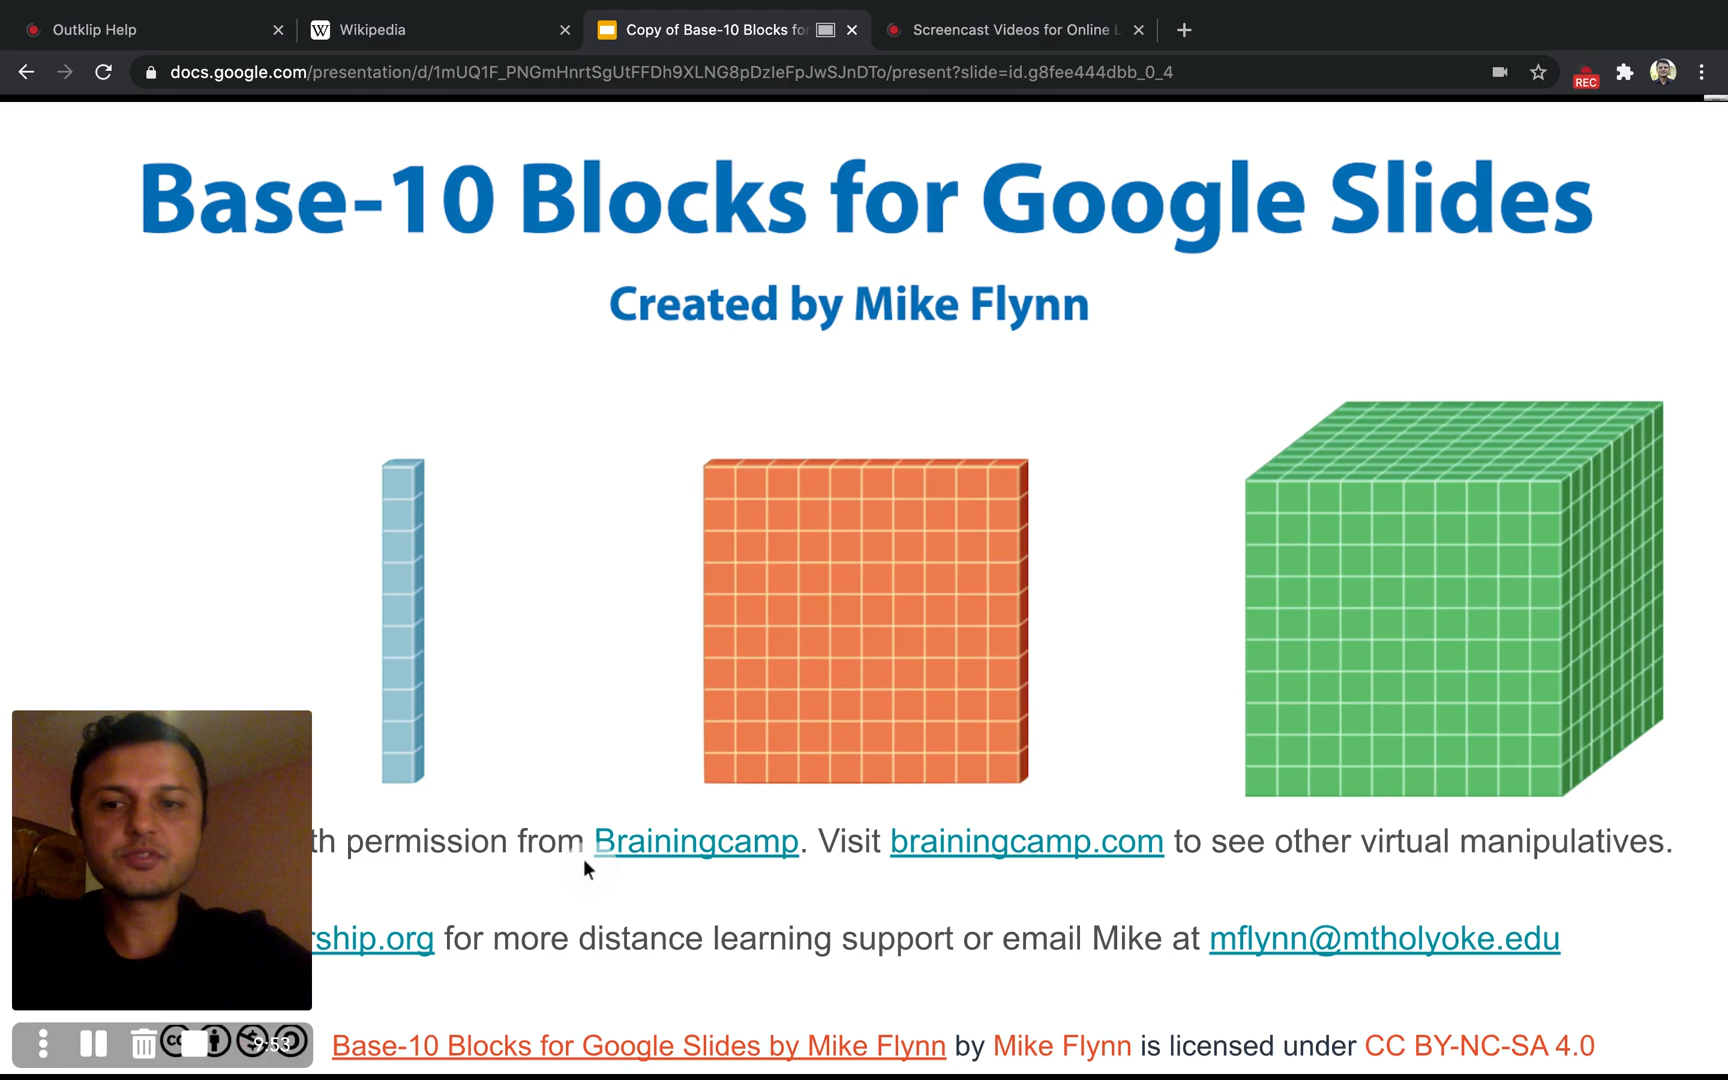 Outklip Help
W Wikipedia
Copy of Base-10 Blocks for
Screencast Videos for Online L
docs.google.com/presentation/d/1mUQ1F_PNGmHnrtSgUtFFDh9XLNG8pDzIeFpJwSJnDTo/present?slide=id.g8fee444dbb_0_4
REC
Base-10 Blocks for Google Slides
Created by Mike Flynn
th permission from Brainingcamp. Visit brainingcamp.com to see other virtual manipulatives.
rship.org for more distance learning support or email Mike at mflynn@mtholyoke.edu
9:53
Base-10 Blocks for Google Slides by Mike Flynn by Mike Flynn is licensed under CC BY-NC-SA 4.0